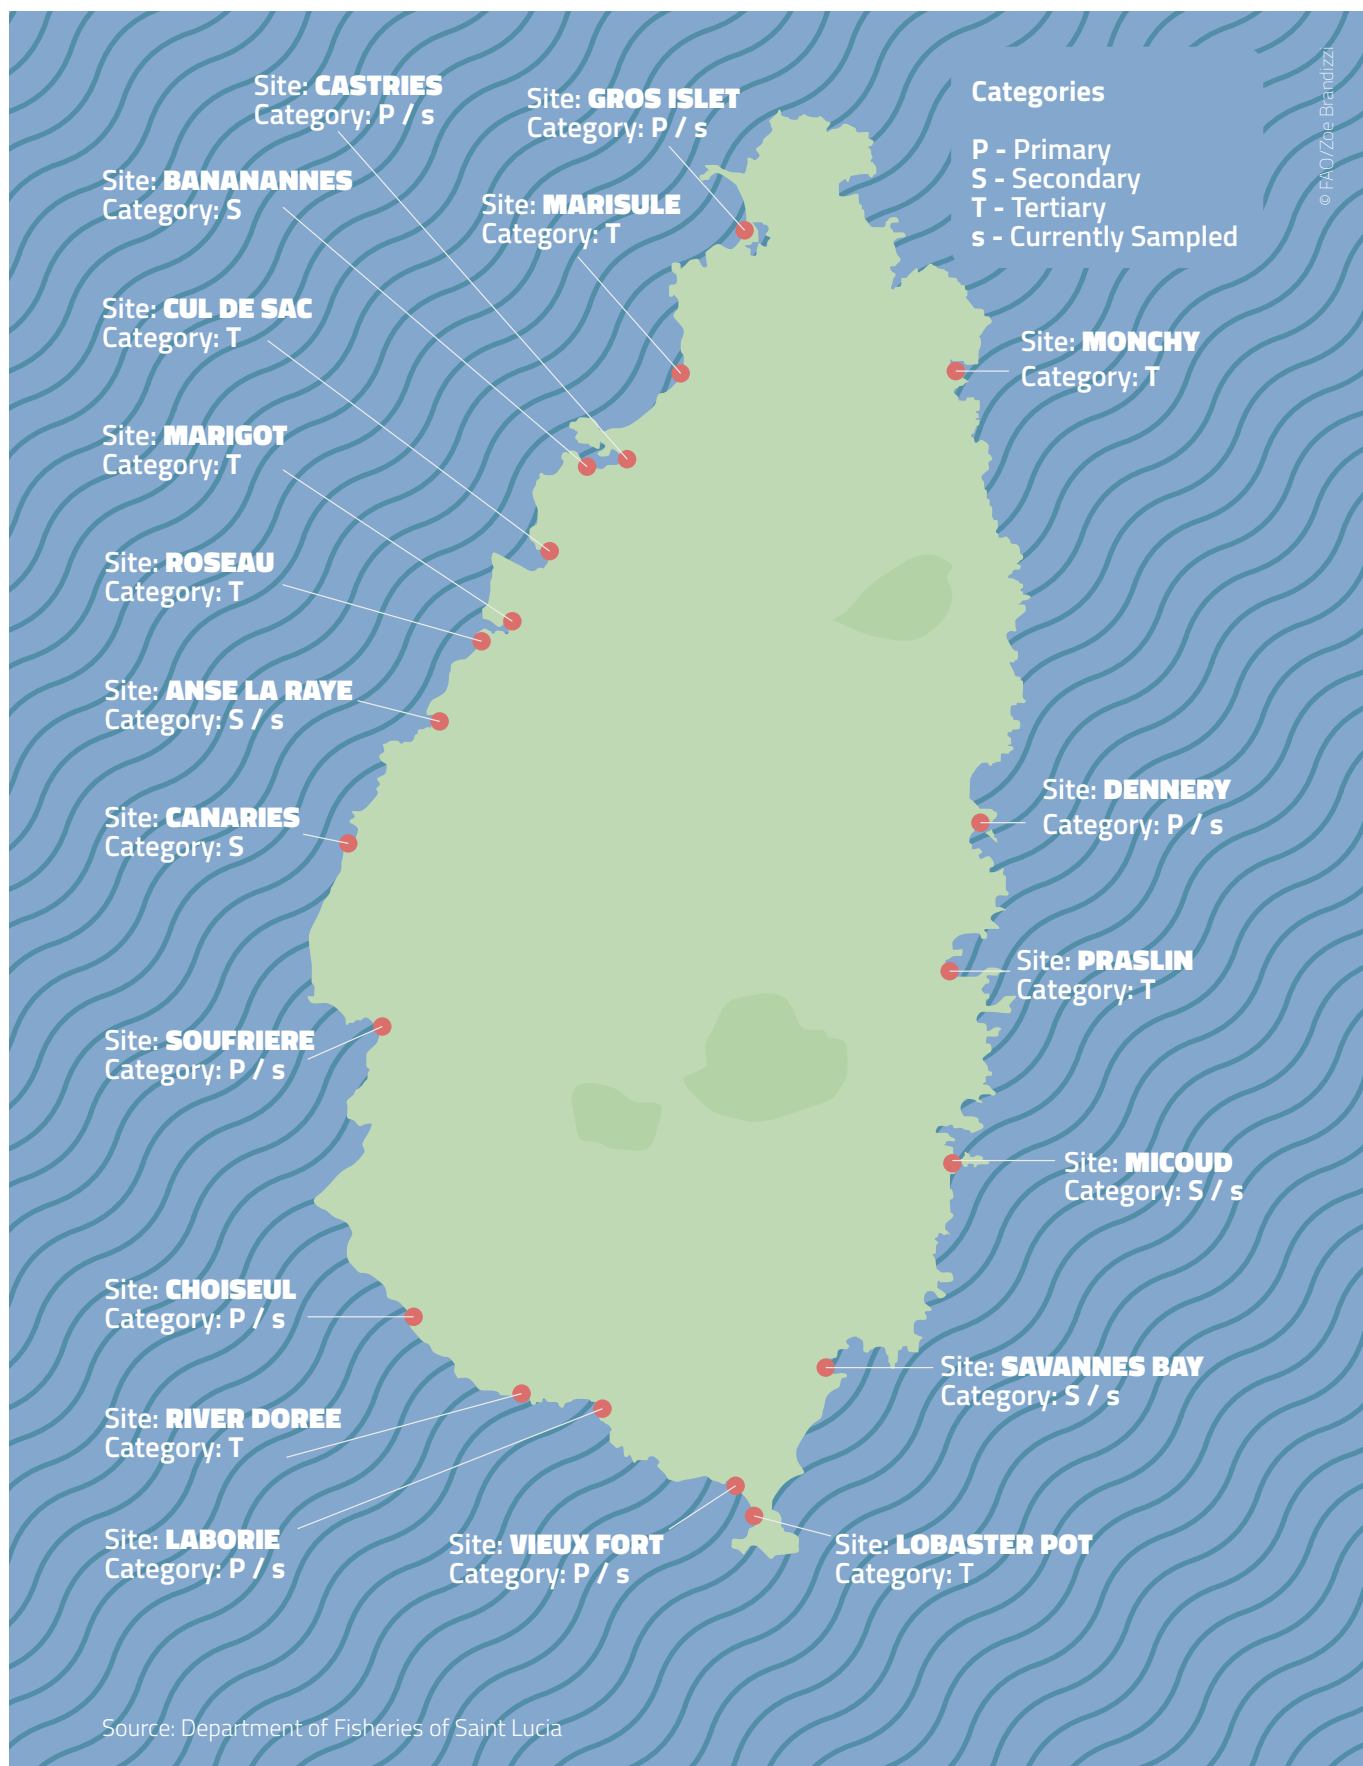 Site: CASTRIES
Category: P / s
Site: GROS ISLET
Category: P / s
Categories
P - Primary
S - Secondary
T - Tertiary
s - Currently Sampled
© FAO/Zoe Brandizzi
Site: BANANANNES
Category: S
Site: MARISULE
Category: T
Site: CUL DE SAC
Category: T
Site: MONCHY
Category: T
Site: MARIGOT
Category: T
Site: ROSEAU
Category: T
Site: ANSE LA RAYE
Category: S / s
Site: DENNERY
Category: P / s
Site: CANARIES
Category: S
Site: PRASLIN
Category: T
Site: SOUFRIERE
Category: P / s
Site: MICOUD
Category: S / s
Site: CHOISEUL
Category: P / s
Site: SAVANNES BAY
Category: S / s
Site: RIVER DOREE
Category: T
Site: LABORIE
Category: P / s
Site: VIEUX FORT
Category: P / s
Site: LOBASTER POT
Category: T
Source: Department of Fisheries of Saint Lucia